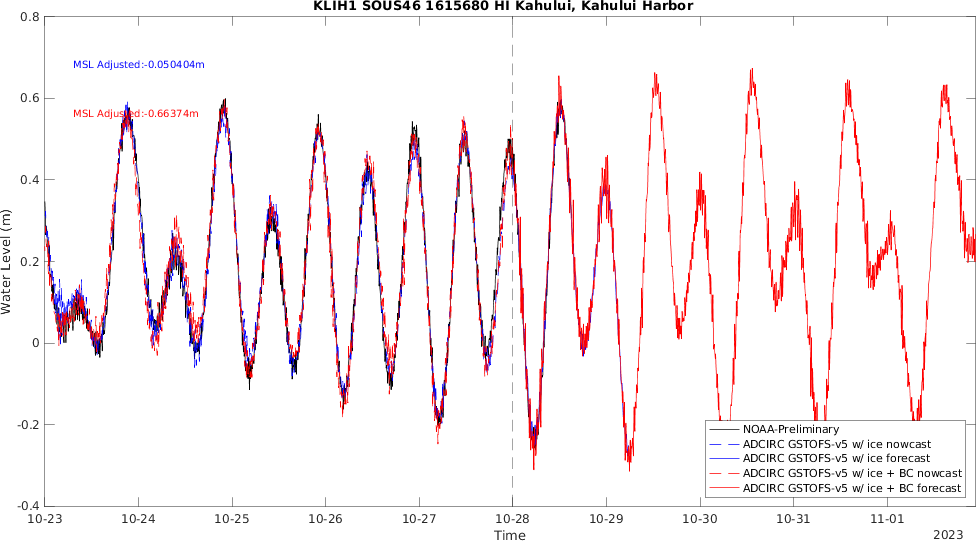 KLIH1 SOUS46 1615680 HI Kahului, Kahului Harbor
0.8
0.6
0.4
0.2
0
-0.2
-0.4
Water Level (m)
MSL Adjusted:-0.050404m
MSL Adjusted:-0.66374m
NOAA-Preliminary
ADCIRC GSTOFS-v5 w/ ice nowcast
ADCIRC GSTOFS-v5 w/ ice forecast
ADCIRC GSTOFS-v5 w/ ice + BC nowcast
ADCIRC GSTOFS-v5 w/ ice + BC forecast
10-23 10-24 10-25 10-26 10-27 10-28 10-29 10-30 10-31 11-01
Time
2023